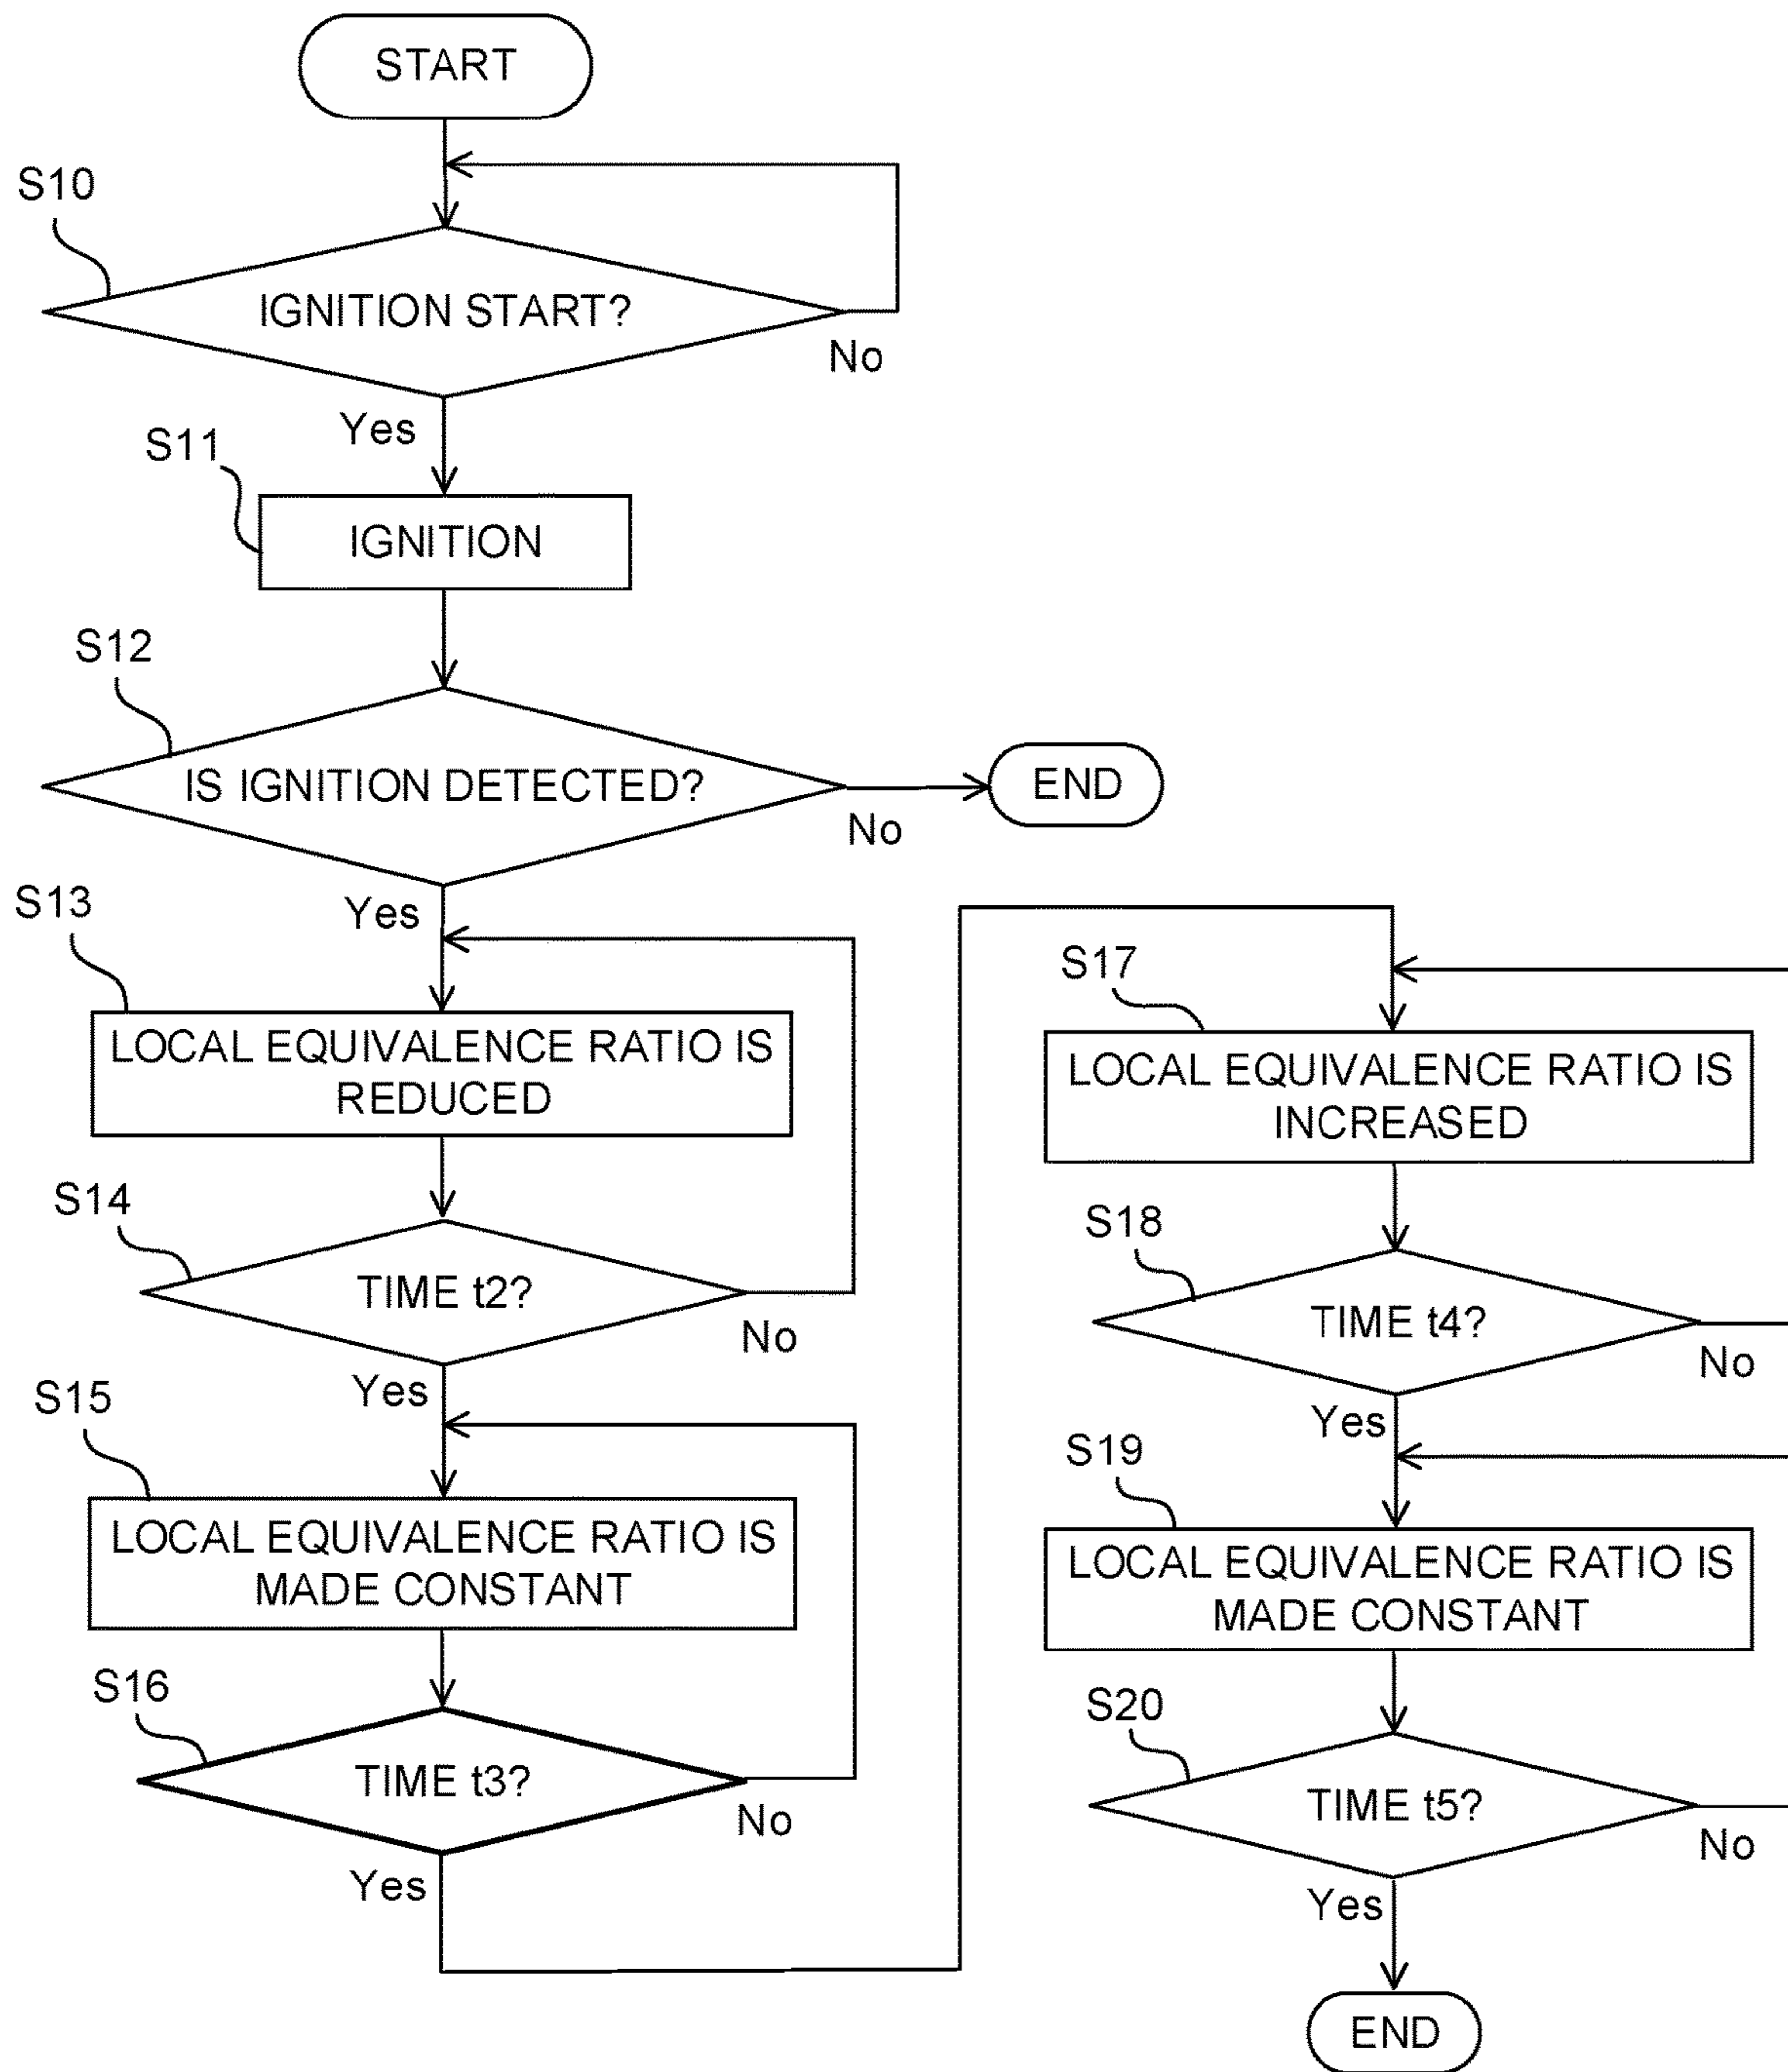 START
S10
IGNITION START?
No
Yes
S11
IGNITION
S12
IS IGNITION DETECTED?
No
END
Yes
S13
LOCAL EQUIVALENCE RATIO IS
REDUCED
S14
TIME t2?
No
Yes
S15
LOCAL EQUIVALENCE RATIO IS
MADE CONSTANT
S16
TIME t3?
No
Yes
S17
LOCAL EQUIVALENCE RATIO IS
INCREASED
S18
TIME t4?
No
Yes
S19
LOCAL EQUIVALENCE RATIO IS
MADE CONSTANT
S20
TIME t5?
No
Yes
END